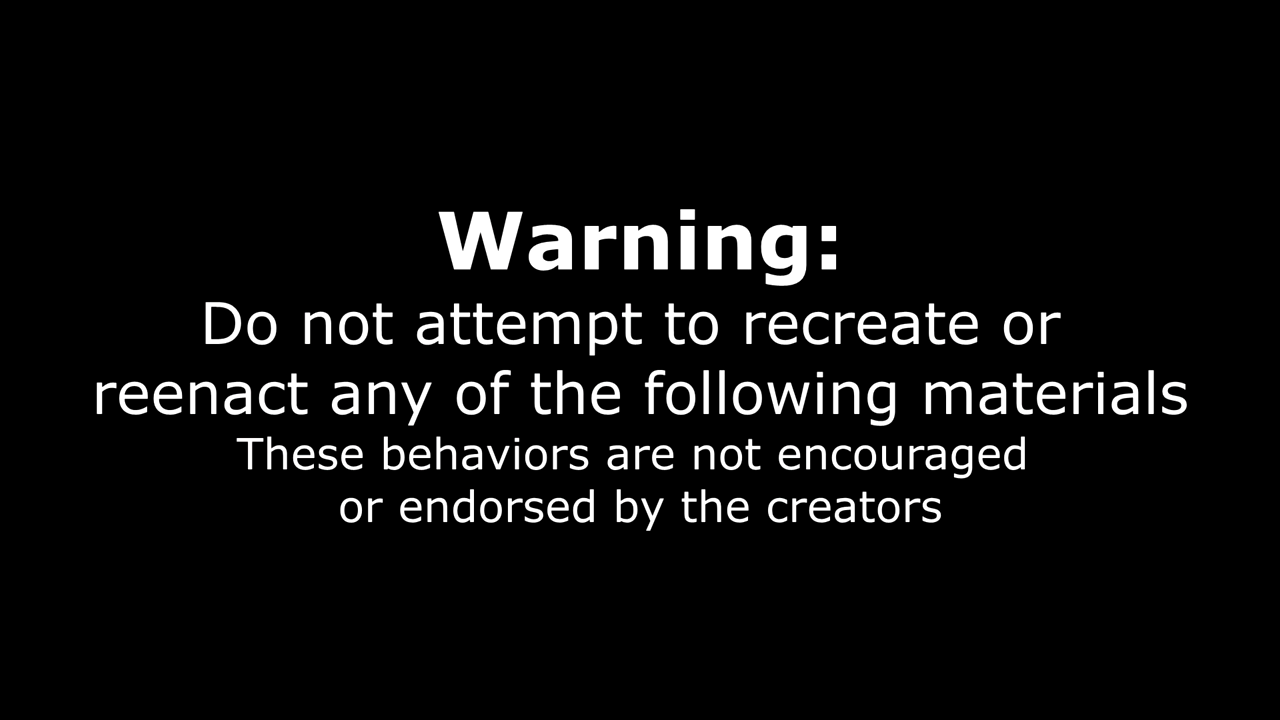 Warning:
Do not attempt to recreate or
reenact any of the following materials
These behaviors are not encouraged
or endorsed by the creators